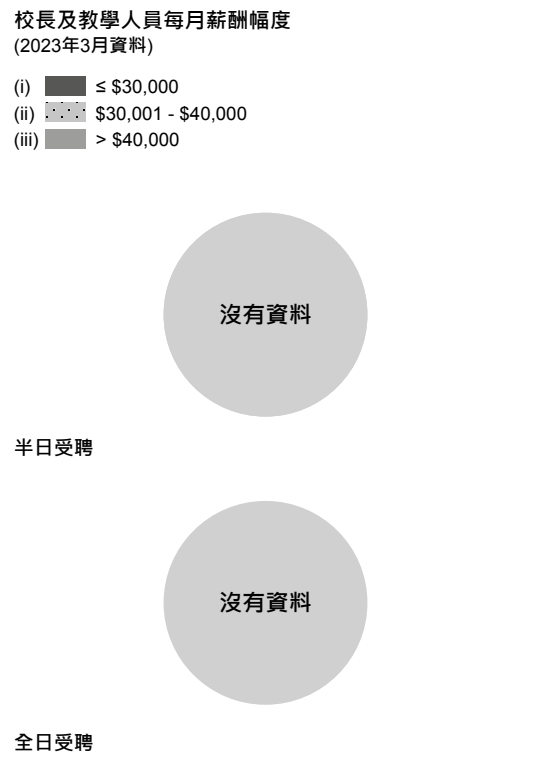 校長及教學人員每月薪酬幅度
(2023年3月資料)
(i) ≤ $30,000
(ii) $30,001 - $40,000
(iii) > $40,000
沒有資料
半日受聘
沒有資料
全日受聘